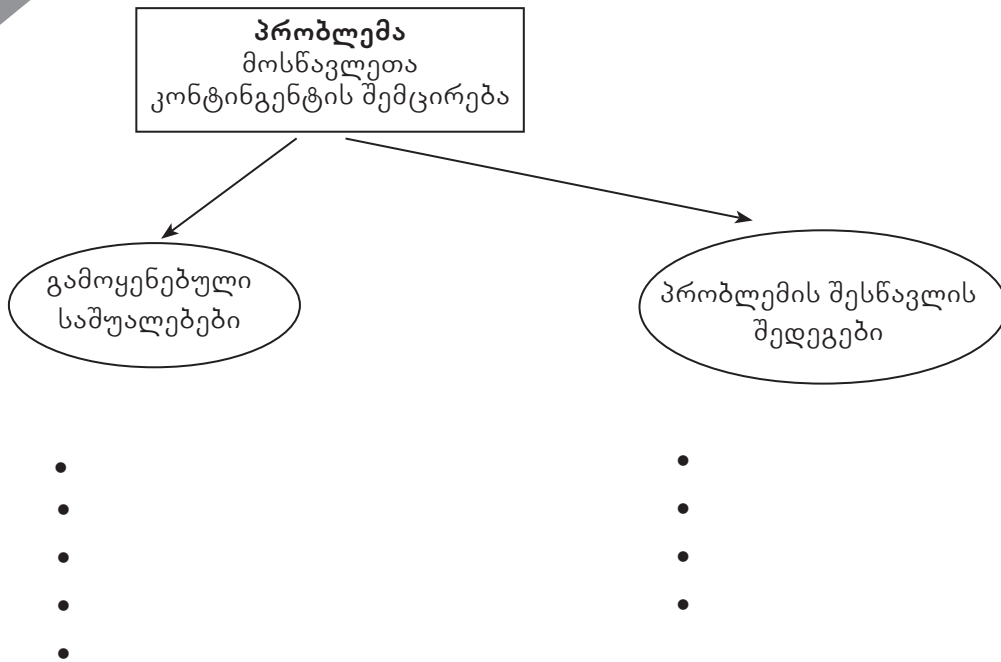 პრობლემა
მოსწავლეთა
კონტინგენტის შემცირება
გამოყენებული
საშუალებები
პრობლემის შესწავლის
შედეგები